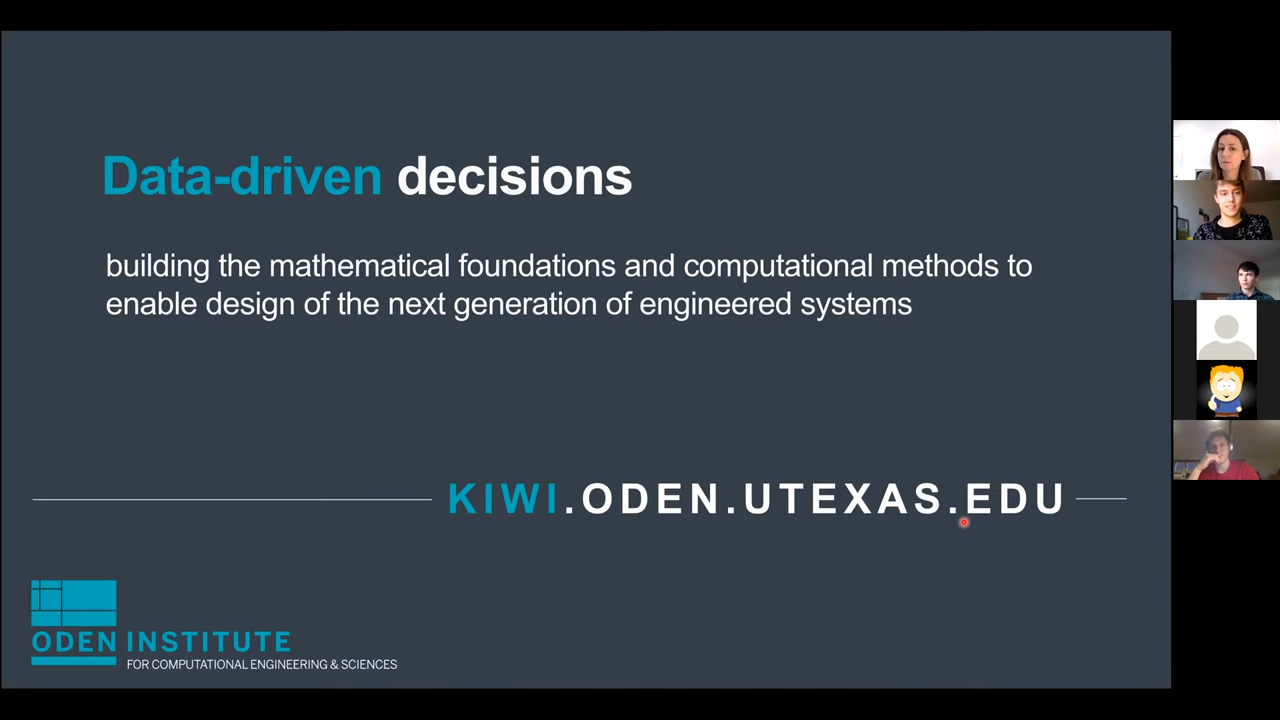 Data-driven decisions
building the mathematical foundations and computational methods to
enable design of the next generation of engineered systems
KIWI.ODEN.UTEXAS.EDU
ODEN INSTITUTE
FOR COMPUTATIONAL ENGINEERING & SCIENCES